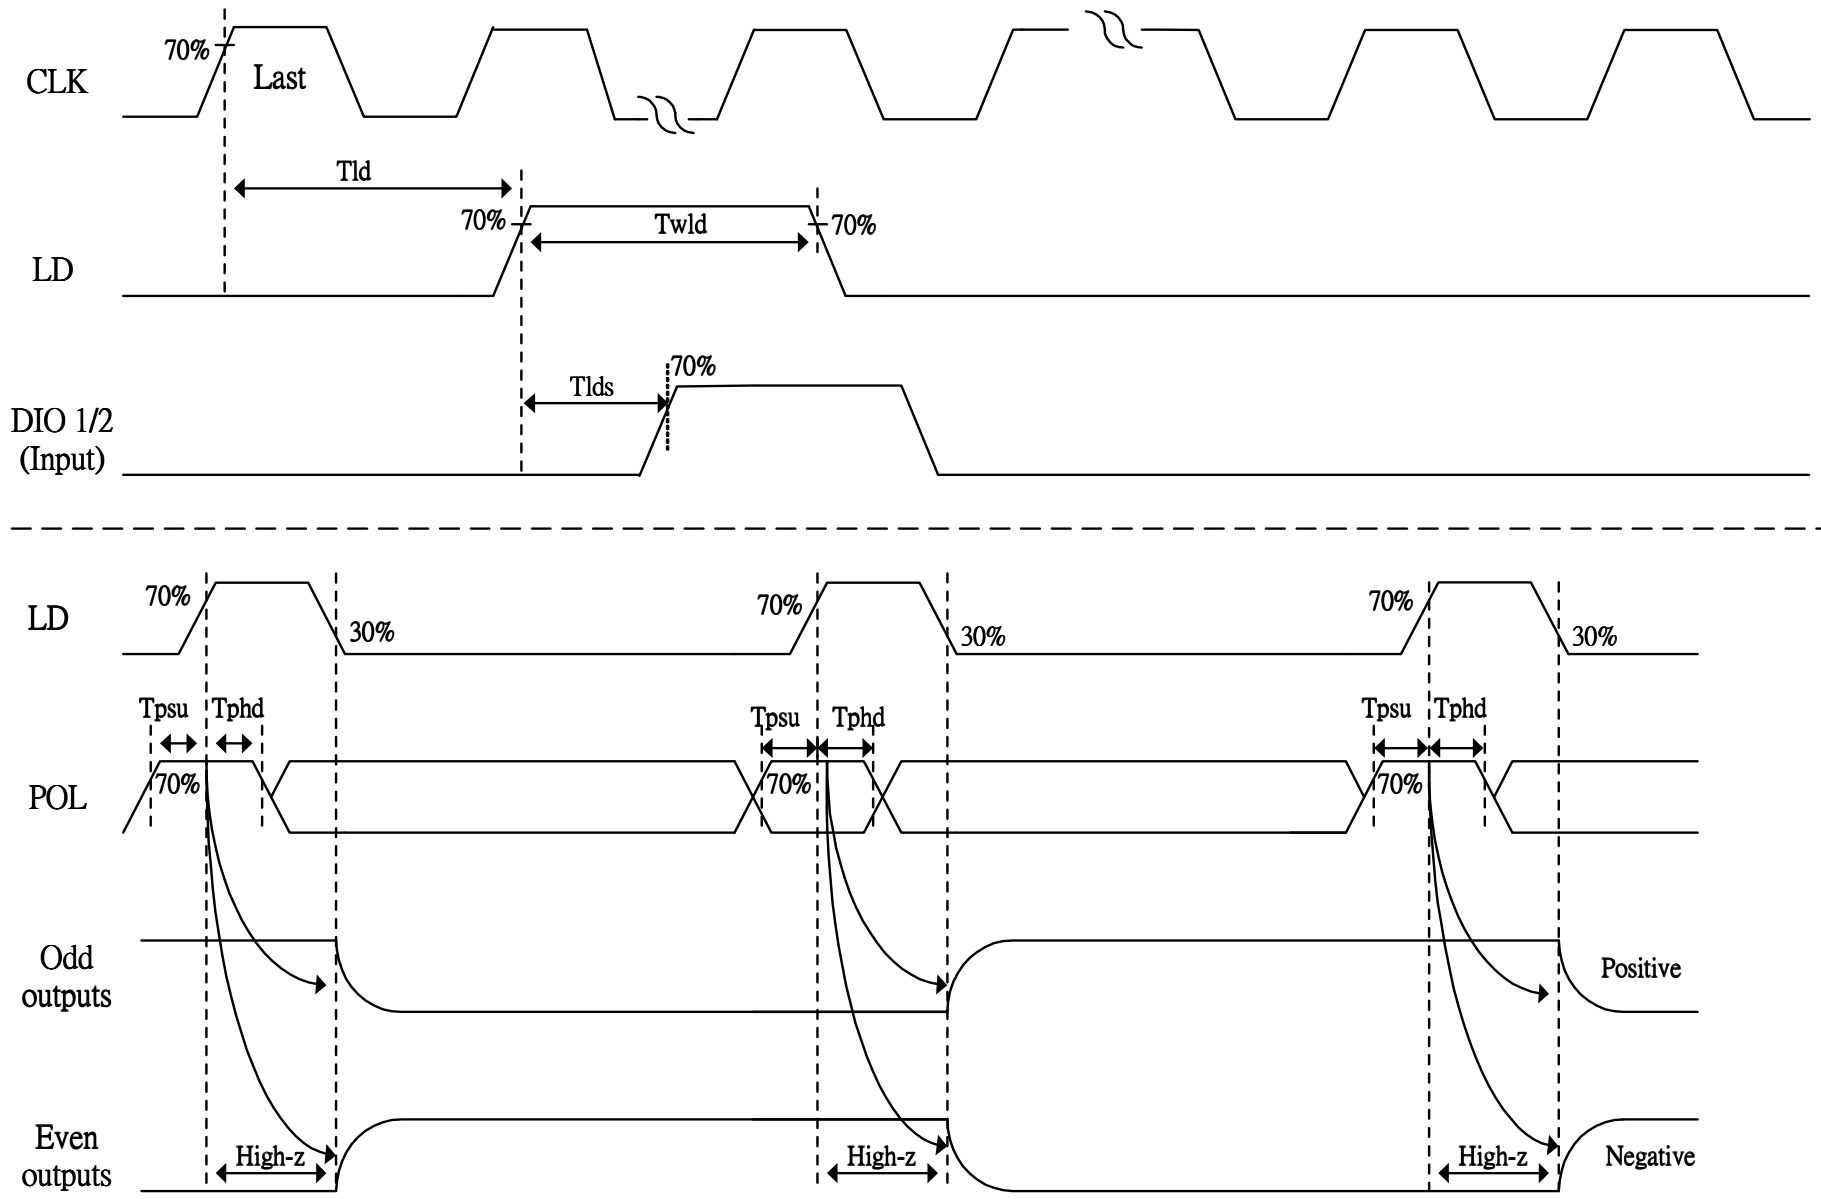 70%
Last
CLK
Tld
70%
Twld
70%
LD
70%
Tlds
DIO 1/2
(Input)
70%
30%
70%
30%
70%
30%
LD
Tpsu
Tphd
Tpsu
Tphd
Tpsu
Tphd
70%
70%
70%
POL
Odd
outputs
Positive
Even
outputs
High-z
High-z
High-z
Negative